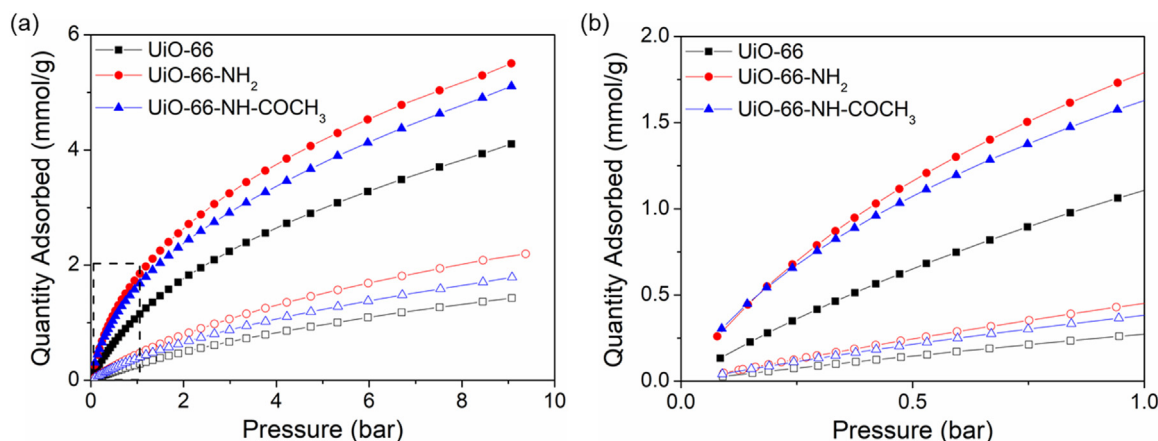 (a)
UiO-66
UiO-66-NH₂
UiO-66-NH-COCH₃
Quantity Adsorbed (mmol/g)
6
4
2
0
0 2 4 6 8 10
Pressure (bar)
(b)
UiO-66
UiO-66-NH₂
UiO-66-NH-COCH₃
Quantity Adsorbed (mmol/g)
2.0
1.5
1.0
0.5
0.0
0.0 0.5 1.0
Pressure (bar)